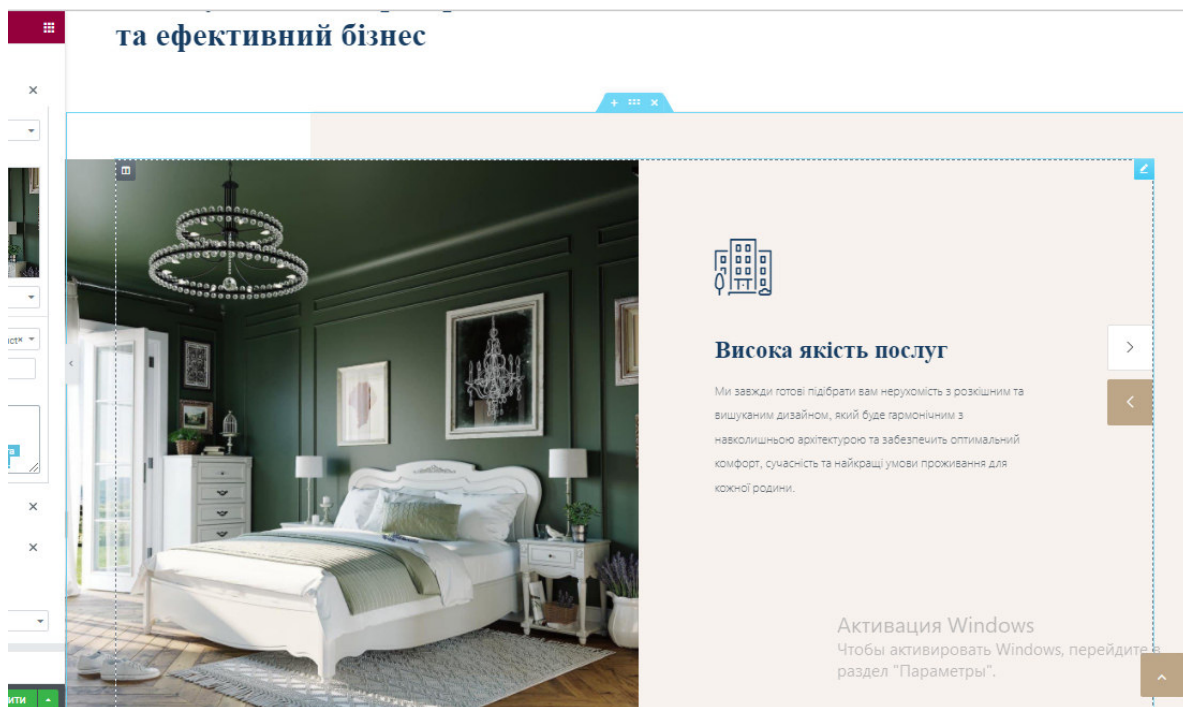 та ефективний бізнес
Висока якість послуг
Ми завжди готові підібрати вам нерухомість з розкішним та
вишуканим дизайном, який буде гармонічним з
навколишньою архітектурою та забезпечить оптимальний
комфорт, сучасність та найкращі умови проживання для
кожної родини.
Активация Windows
Чтобы активировать Windows, перейдите в
раздел "Параметры".